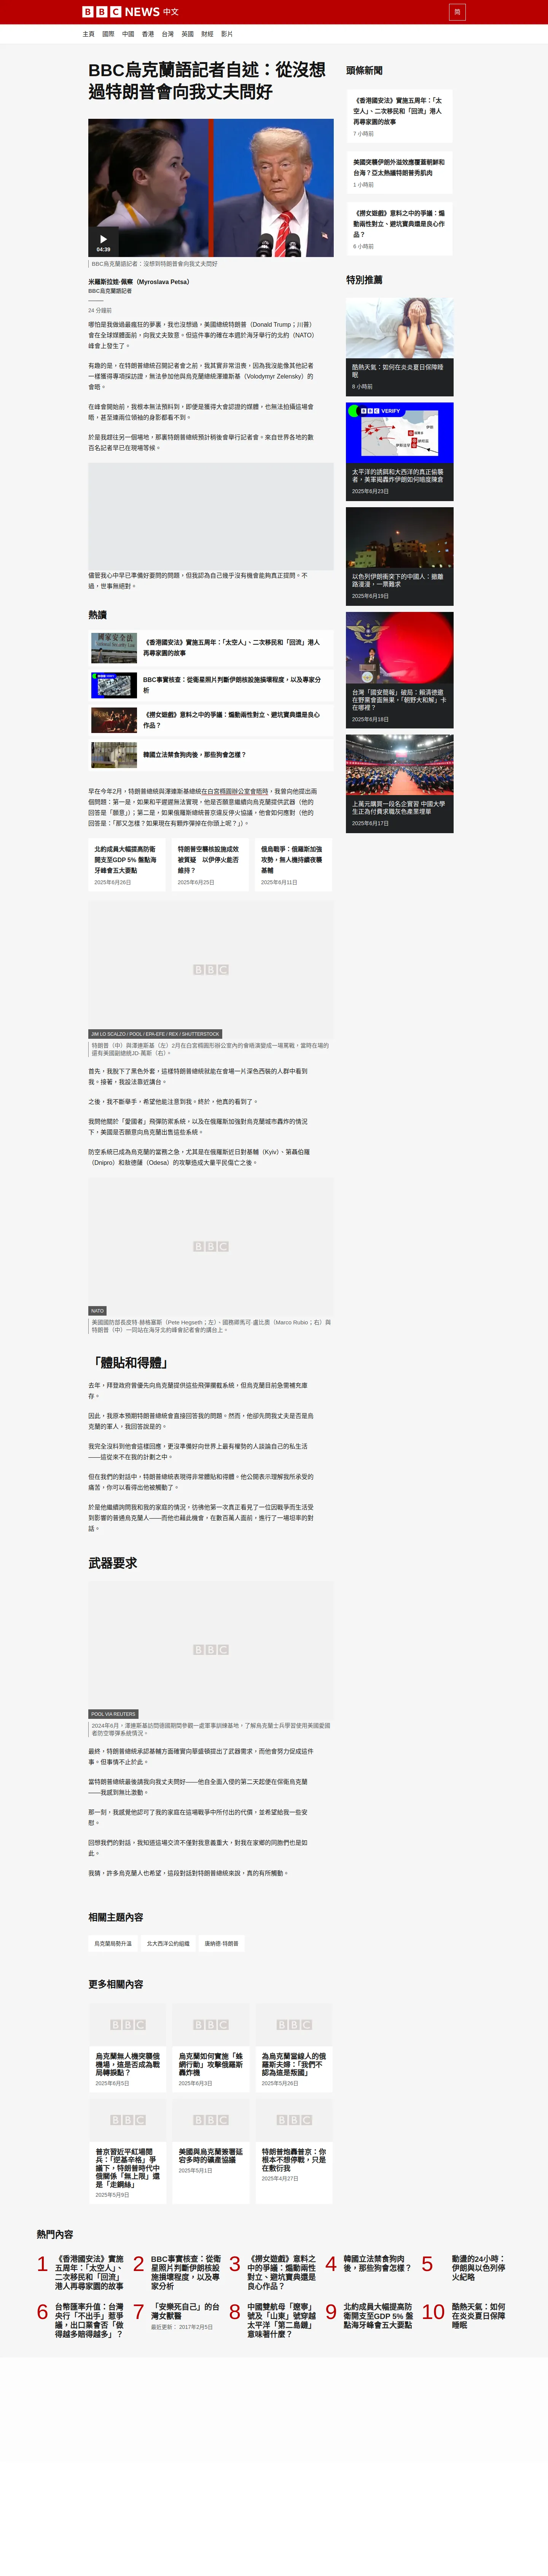 BBC NEWS 中文
简
主頁 國際 中國 香港 台灣 英國 財經 影片
BBC烏克蘭語記者自述：從沒想
過特朗普會向我丈夫問好
04:39
BBC烏克蘭語記者：沒想到特朗普會向我丈夫問好
米羅斯拉娃·佩察（Myroslava Petsa）
BBC烏克蘭語記者
24 分鐘前
哪怕是我做過最瘋狂的夢裏，我也沒想過，美國總統特朗普（Donald Trump；川普）
會在全球媒體面前，向我丈夫致意。但這件事的確在本週於海牙舉行的北約（NATO）
峰會上發生了。
有趣的是，在特朗普總統召開記者會之前，我其實非常沮喪，因為我沒能像其他記者
一樣獲得專項採訪證，無法參加他與烏克蘭總統澤連斯基（Volodymyr Zelensky）的
會晤。
在峰會開始前，我根本無法預料到，即便是獲得大會認證的媒體，也無法拍攝這場會
晤，甚至連兩位領袖的身影都看不到。
於是我趕往另一個場地，那裏特朗普總統預計稍後會舉行記者會。來自世界各地的數
百名記者早已在現場等候。
儘管我心中早已準備好要問的問題，但我認為自己幾乎沒有機會能夠真正提問。不
過，世事無絕對。
熱讀
《香港國安法》實施五周年：「太空人」、二次移民和「回流」港人
再尋家園的故事
BBC事實核查：從衛星照片判斷伊朗核設施損壞程度，以及專家分
析
《撈女遊戲》意料之中的爭議：煽動兩性對立、避坑寶典還是良心
作品？
韓國立法禁食狗肉後，那些狗會怎樣？
早在今年2月，特朗普總統與澤連斯基總統在白宮橢圓辦公室會晤時，我曾向他提出兩
個問題：第一是，如果和平遲遲無法實現，他是否願意繼續向烏克蘭提供武器（他的
回答是「願意」）；第二是，如果俄羅斯總統普京違反停火協議，他會如何應對（他的
回答是：「那又怎樣？如果現在有顆炸彈掉在你頭上呢？」）。
北約成員大幅提高防衛
開支至GDP 5% 盤點海
牙峰會五大要點
2025年6月26日
特朗普空襲核設施成效
被質疑　以伊停火能否
維持？
2025年6月25日
俄烏戰爭：俄羅斯加強
攻勢，無人機持續夜襲
基輔
2025年6月11日
BBC
JIM LO SCALZO / POOL / EPA-EFE / REX / SHUTTERSTOCK
特朗普（中）與澤連斯基（左）2月在白宮橢圓形辦公室內的會晤演變成一場罵戰，當時在場的
還有美國副總統JD·萬斯（右）。
首先，我脫下了黑色外套，這樣特朗普總統就能在會場一片深色西裝的人群中看到
我。接著，我設法靠近講台。
之後，我不斷舉手，希望他能注意到我。終於，他真的看到了。
我問他關於「愛國者」飛彈防禦系統，以及在俄羅斯加強對烏克蘭城市轟炸的情況
下，美國是否願意向烏克蘭出售這些系統。
防空系統已成為烏克蘭的當務之急，尤其是在俄羅斯近日對基輔（Kyiv）、第聶伯羅
（Dnipro）和敖德薩（Odesa）的攻擊造成大量平民傷亡之後。
BBC
NATO
美國國防部長皮特·赫格塞斯（Pete Hegseth；左）、國務卿馬可·盧比奧（Marco Rubio；右）與
特朗普（中）一同站在海牙北約峰會記者會的講台上。
「體貼和得體」
去年，拜登政府曾優先向烏克蘭提供這些飛彈攔截系統，但烏克蘭目前急需補充庫
存。
因此，我原本預期特朗普總統會直接回答我的問題。然而，他卻先問我丈夫是否是烏
克蘭的軍人，我回答說是的。
我完全沒料到他會這樣回應，更沒準備好向世界上最有權勢的人談論自己的私生活
——這從來不在我的計劃之中。
但在我們的對話中，特朗普總統表現得非常體貼和得體。他公開表示理解我所承受的
痛苦，你可以看得出他被觸動了。
於是他繼續詢問我和我的家庭的情況，彷彿他第一次真正看見了一位因戰爭而生活受
到影響的普通烏克蘭人——而他也藉此機會，在數百萬人面前，進行了一場坦率的對
話。
武器要求
BBC
POOL VIA REUTERS
2024年6月，澤連斯基訪問德國期間參觀一處軍事訓練基地，了解烏克蘭士兵學習使用美國愛國
者防空導彈系統情況。
最終，特朗普總統承認基輔方面確實向華盛頓提出了武器需求，而他會努力促成這件
事。但事情不止於此。
當特朗普總統最後請我向我丈夫問好——他自全面入侵的第二天起便在保衛烏克蘭
——我感到無比激動。
那一刻，我感覺他認可了我的家庭在這場戰爭中所付出的代價，並希望給我一些安
慰。
回想我們的對話，我知道這場交流不僅對我意義重大，對我在家鄉的同胞們也是如
此。
我猜，許多烏克蘭人也希望，這段對話對特朗普總統來說，真的有所觸動。
相關主題內容
烏克蘭局勢升溫
北大西洋公約組織
唐納德·特朗普
更多相關內容
BBC
BBC
BBC
烏克蘭無人機突襲俄
機場，這是否成為戰
局轉捩點？
2025年6月5日
烏克蘭如何實施「蛛
網行動」攻擊俄羅斯
轟炸機
2025年6月3日
為烏克蘭當線人的俄
羅斯夫婦：「我們不
認為這是叛國」
2025年5月26日
BBC
BBC
BBC
普京習近平紅場閱
兵：「逆基辛格」爭
議下，特朗普時代中
俄關係「無上限」還
是「走鋼絲」
2025年5月9日
美國與烏克蘭簽署延
宕多時的礦產協議
2025年5月1日
特朗普炮轟普京：你
根本不想停戰，只是
在敷衍我
2025年4月27日
頭條新聞
《香港國安法》實施五周年：「太
空人」、二次移民和「回流」港人
再尋家園的故事
7 小時前
美國突襲伊朗外溢效應覆蓋朝鮮和
台海？亞太熱議特朗普秀肌肉
1 小時前
《撈女遊戲》意料之中的爭議：煽
動兩性對立、避坑寶典還是良心作
品？
6 小時前
特別推薦
酷熱天氣：如何在炎炎夏日保障睡
眠
8 小時前
BBC VERIFY
太平洋的誘餌和大西洋的真正偷襲
者，美軍揭轟炸伊朗如何暗度陳倉
2025年6月23日
以色列伊朗衝突下的中國人：撤離
路漫漫，一票難求
2025年6月19日
台灣「國安簡報」破局：賴清德邀
在野黨會面無果，「朝野大和解」卡
在哪裡？
2025年6月18日
上萬元購買一段名企實習 中國大學
生正為付費求職灰色產業埋單
2025年6月17日
熱門內容
1 《香港國安法》實施
五周年：「太空人」、
二次移民和「回流」
港人再尋家園的故事
2 BBC事實核查：從衛
星照片判斷伊朗核設
施損壞程度，以及專
家分析
3 《撈女遊戲》意料之
中的爭議：煽動兩性
對立、避坑寶典還是
良心作品？
4 韓國立法禁食狗肉
後，那些狗會怎樣？
5 動盪的24小時：
伊朗與以色列停
火紀略
6 台幣匯率升值：台灣
央行「不出手」惹爭
議，出口業會否「做
得越多賠得越多」？
7 「安樂死自己」的台
灣女獸醫
最近更新： 2017年2月5日
8 中國雙航母「遼寧」
號及「山東」號穿越
太平洋「第二島鏈」
意味著什麼？
9 北約成員大幅提高防
衛開支至GDP 5% 盤
點海牙峰會五大要點
10 酷熱天氣：如何
在炎炎夏日保障
睡眠